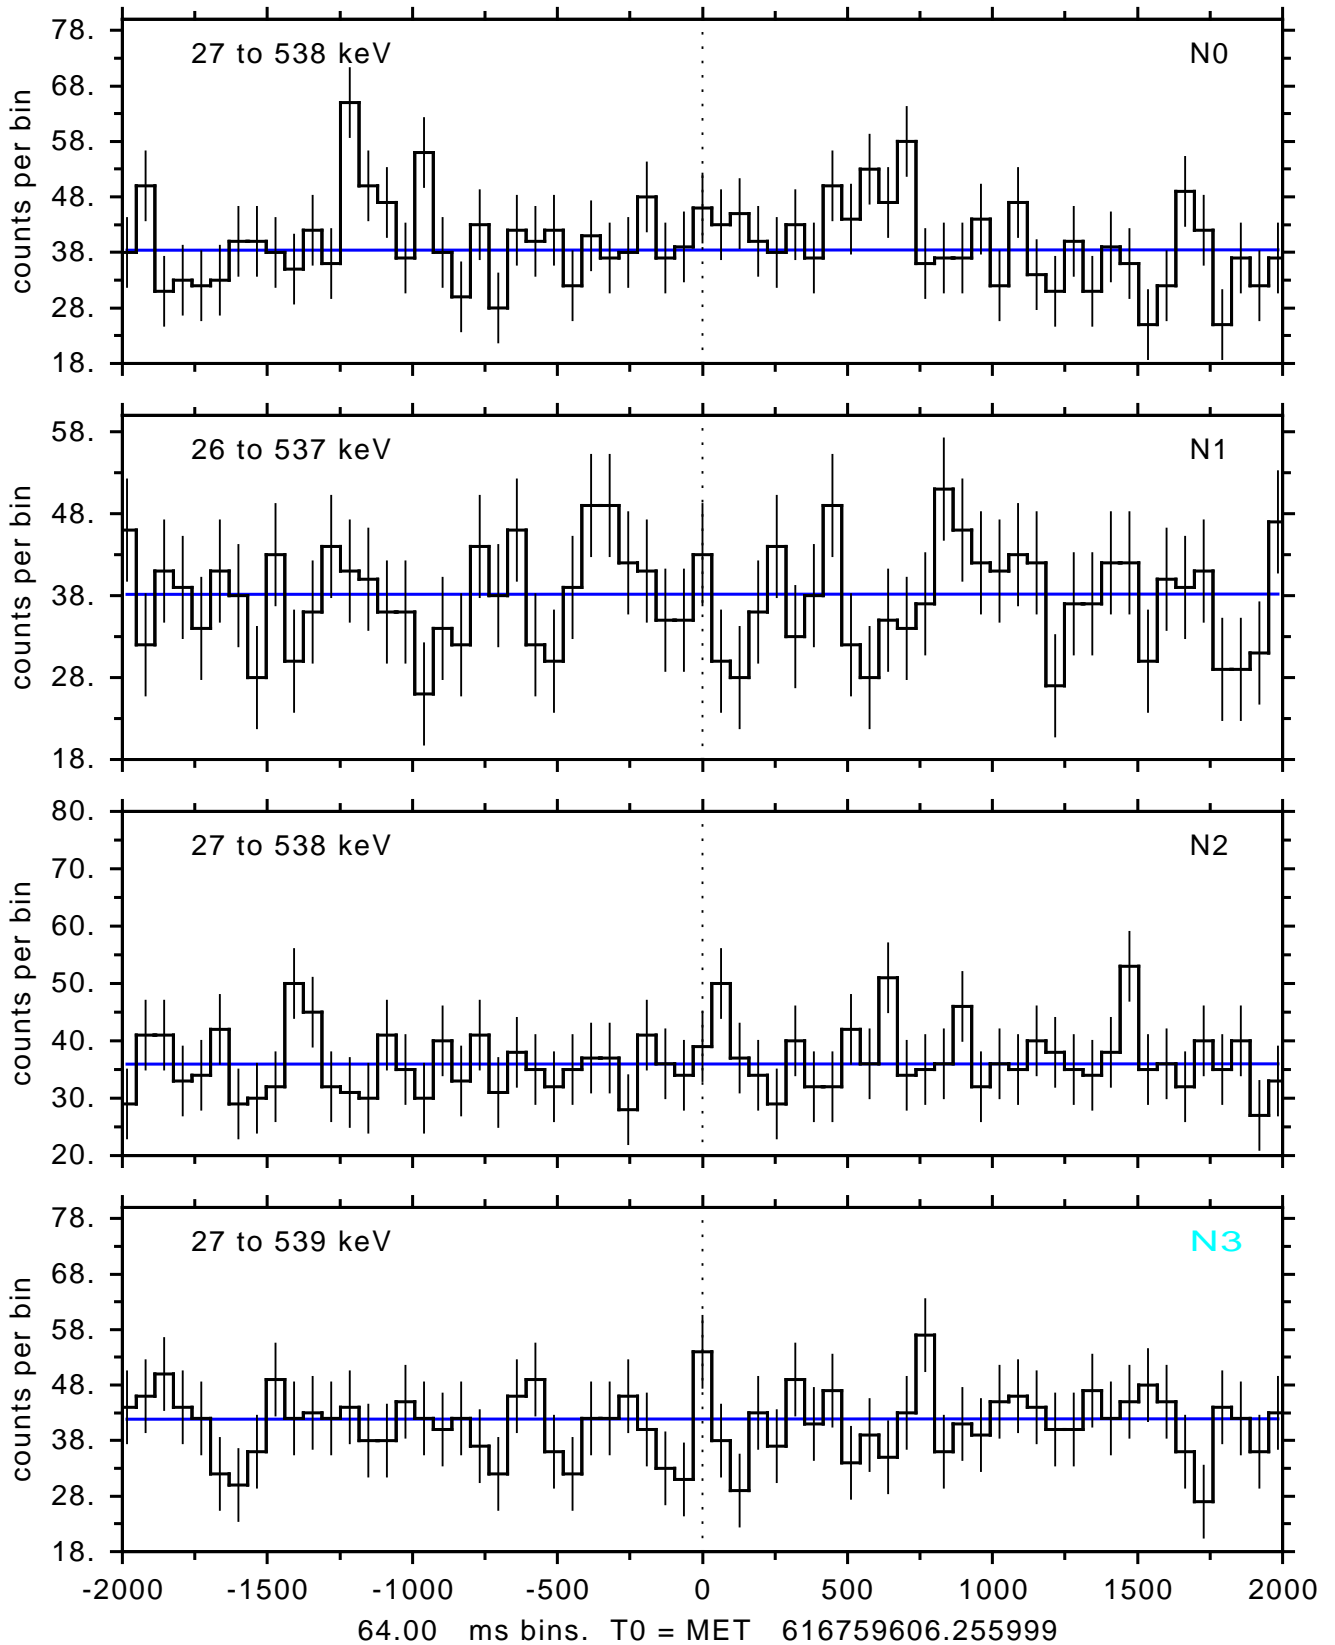 27 to 538 keV N0
counts per bin
78.
68.
58.
48.
38.
28.
18.
26 to 537 keV N1
counts per bin
58.
48.
38.
28.
18.
27 to 538 keV N2
counts per bin
80.
70.
60.
50.
40.
30.
20.
27 to 539 keV N3
counts per bin
78.
68.
58.
48.
38.
28.
18.
-2000 -1500 -1000 -500 0 500 1000 1500 2000
64.00 ms bins. T0 = MET 616759606.255999